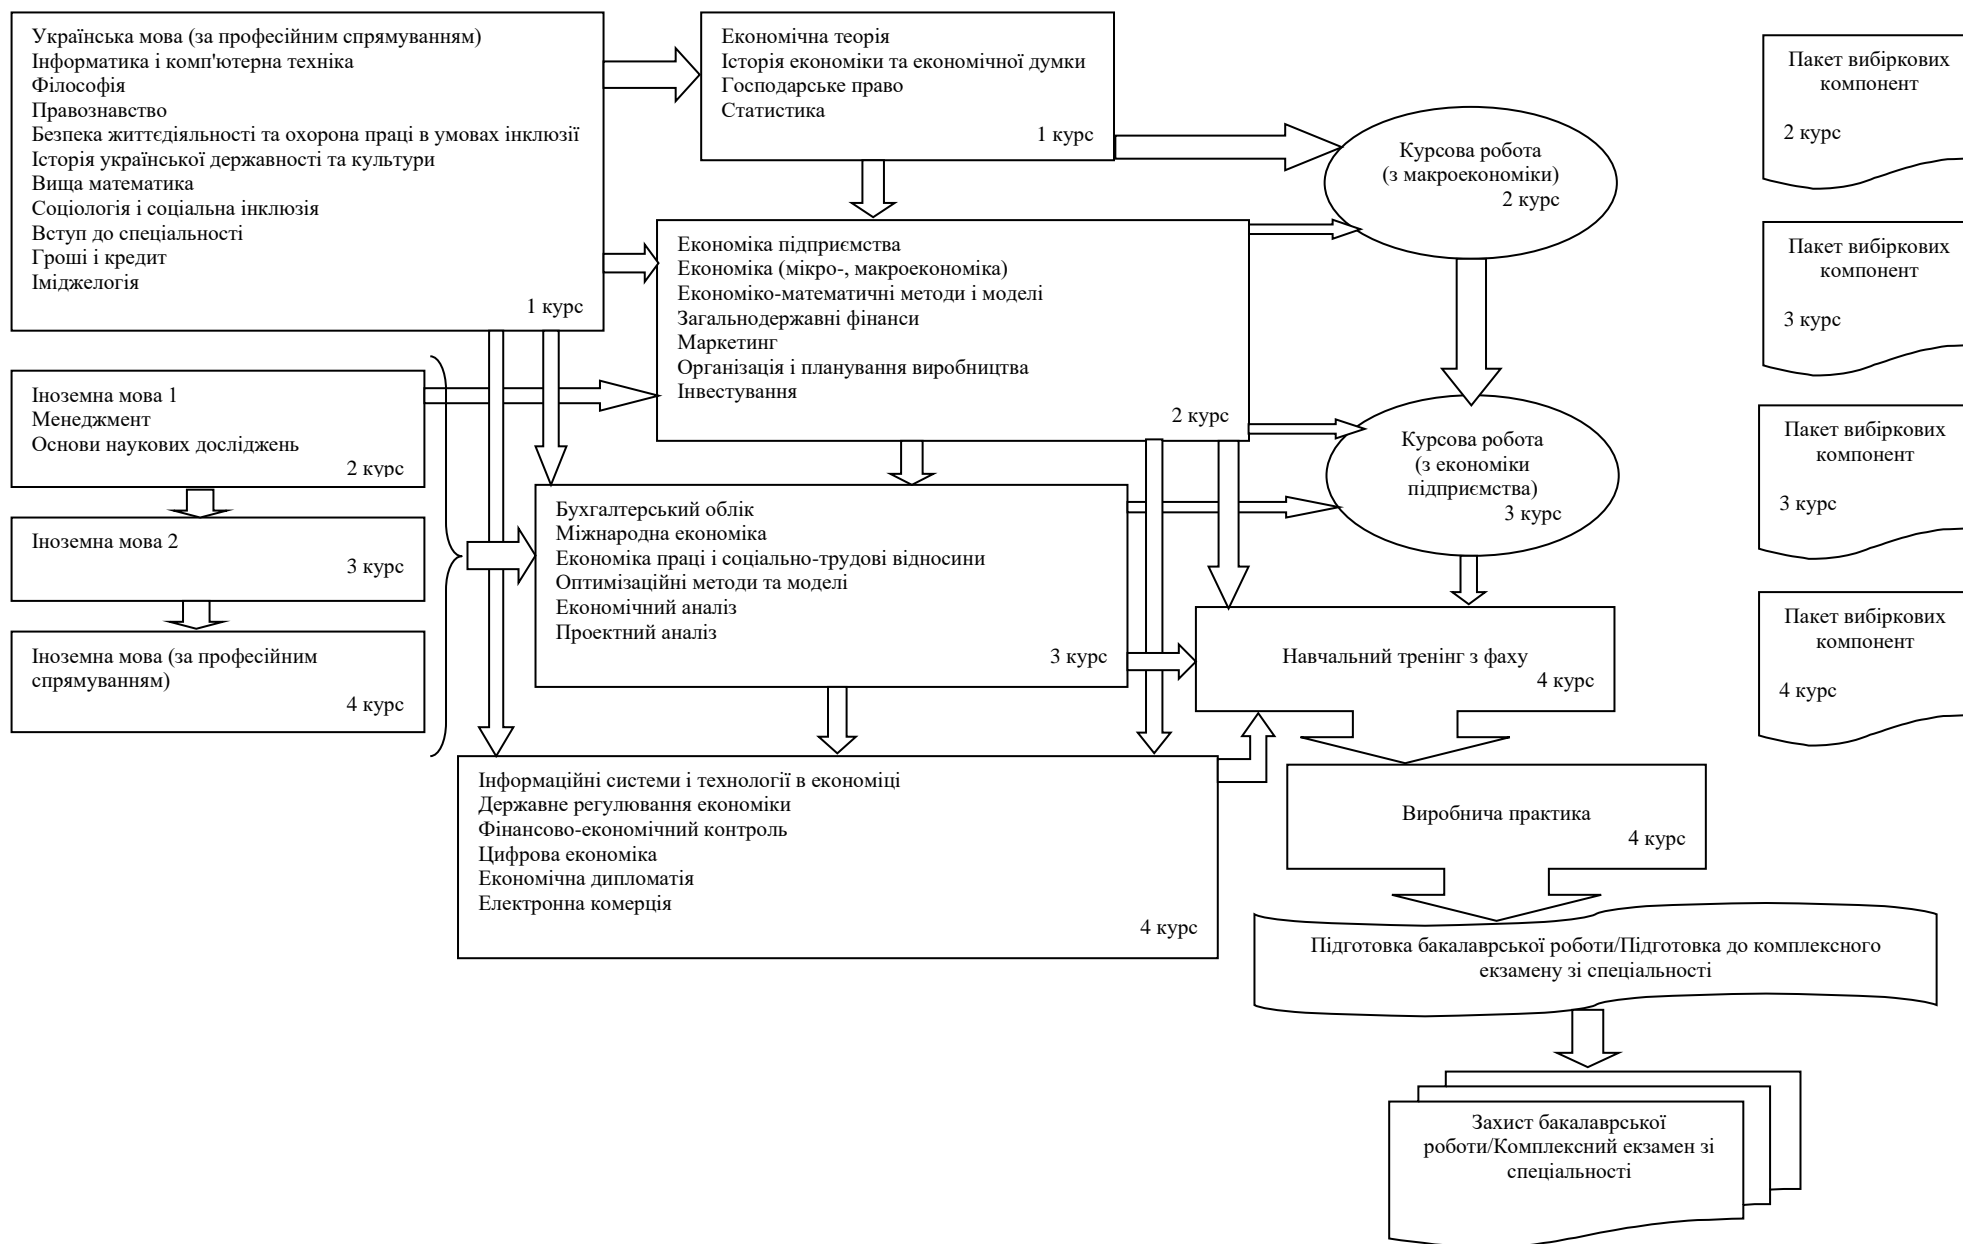 Українська мова (за професійним спрямуванням)
Інформатика і комп'ютерна техніка
Філософія
Правознавство
Безпека життєдіяльності та охорона праці в умовах інклюзії
Історія української державності та культури
Вища математика
Соціологія і соціальна інклюзія
Вступ до спеціальності
Гроші і кредит
Іміджелогія
1 курс
Економічна теорія
Історія економіки та економічної думки
Господарське право
Статистика
1 курс
Курсова робота
(з макроекономіки)
2 курс
Пакет вибіркових
компонент
2 курс
Економіка підприємства
Економіка (мікро-, макроекономіка)
Економіко-математичні методи і моделі
Загальнодержавні фінанси
Маркетинг
Організація і планування виробництва
Інвестування
2 курс
Пакет вибіркових
компонент
3 курс
Іноземна мова 1
Менеджмент
Основи наукових досліджень
2 курс
Курсова робота
(з економіки
підприємства)
3 курс
Пакет вибіркових
компонент
3 курс
Іноземна мова 2
3 курс
Бухгалтерський облік
Міжнародна економіка
Економіка праці і соціально-трудові відносини
Оптимізаційні методи та моделі
Економічний аналіз
Проектний аналіз
3 курс
Іноземна мова (за професійним
спрямуванням)
4 курс
Навчальний тренінг з фаху
4 курс
Пакет вибіркових
компонент
4 курс
Інформаційні системи і технології в економіці
Державне регулювання економіки
Фінансово-економічний контроль
Цифрова економіка
Економічна дипломатія
Електронна комерція
4 курс
Виробнича практика
4 курс
Підготовка бакалаврської роботи/Підготовка до комплексного
екзамену зі спеціальності
Захист бакалаврської
роботи/Комплексний екзамен зі
спеціальності